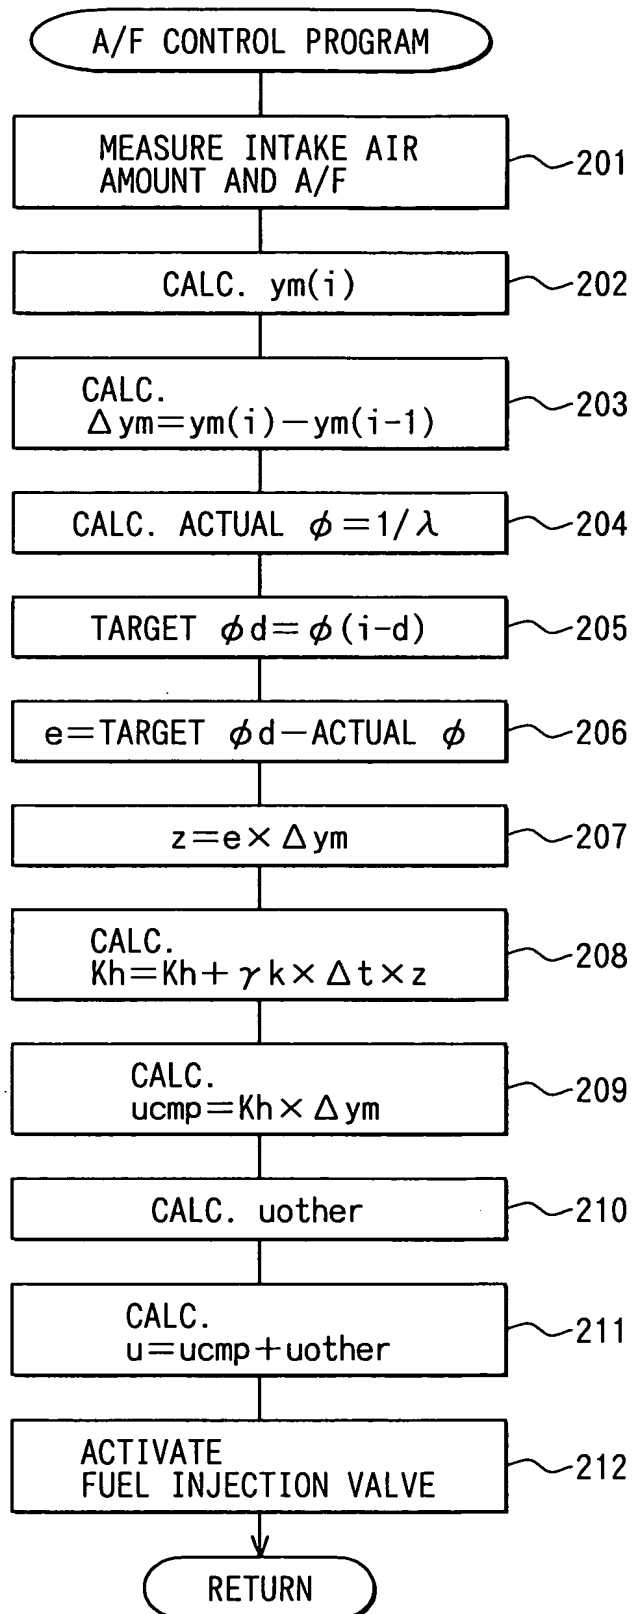 A/F CONTROL PROGRAM
MEASURE INTAKE AIR
AMOUNT AND A/F
201
CALC. ym(i)
202
CALC.
Δym=ym(i)−ym(i-1)
203
CALC. ACTUAL ϕ=1/λ
204
TARGET ϕd=ϕ(i-d)
205
e=TARGET ϕd−ACTUAL ϕ
206
z=e×Δym
207
CALC.
Kh=Kh+γk×Δt×z
208
CALC.
ucmp=Kh×Δym
209
CALC. uother
210
CALC.
u=ucmp+uother
211
ACTIVATE
FUEL INJECTION VALVE
212
RETURN